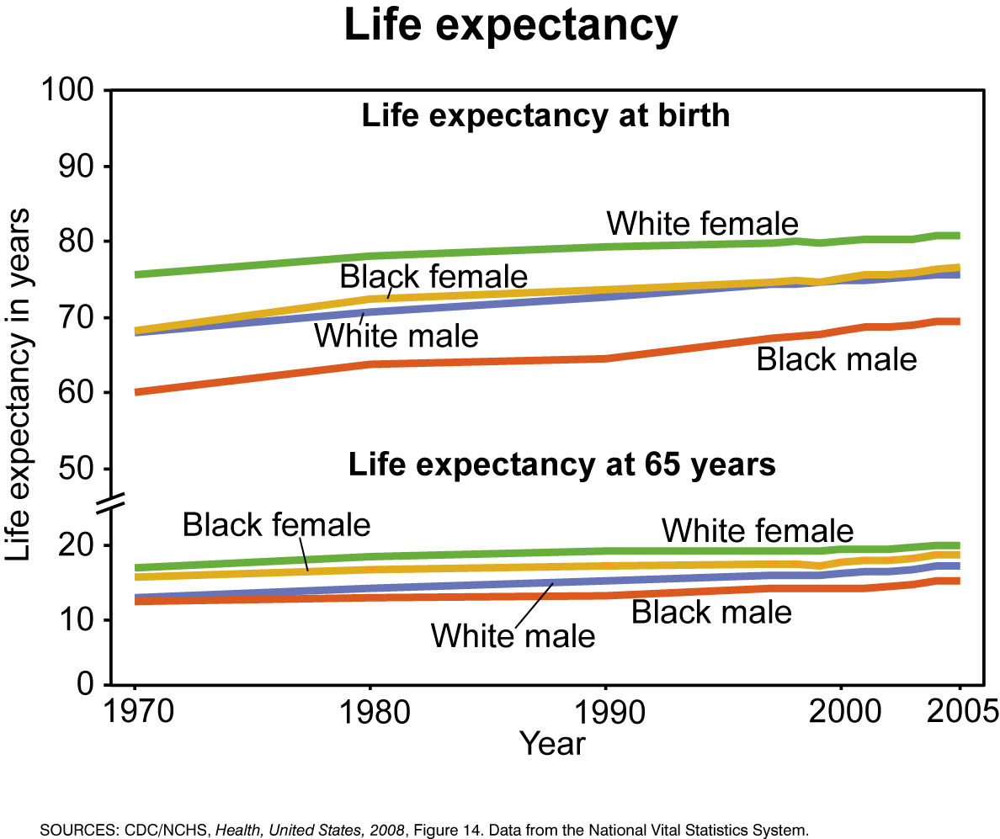 Life expectancy
Life expectancy at birth
100
90
80
70
60
50
20
10
0
Life expectancy in years
White female
Black female
White male
Black male
Life expectancy at 65 years
Black female
White female
White male
Black male
1970 1980 1990 2000 2005
Year
SOURCES: CDC/NCHS, Health, United States, 2008, Figure 14. Data from the National Vital Statistics System.